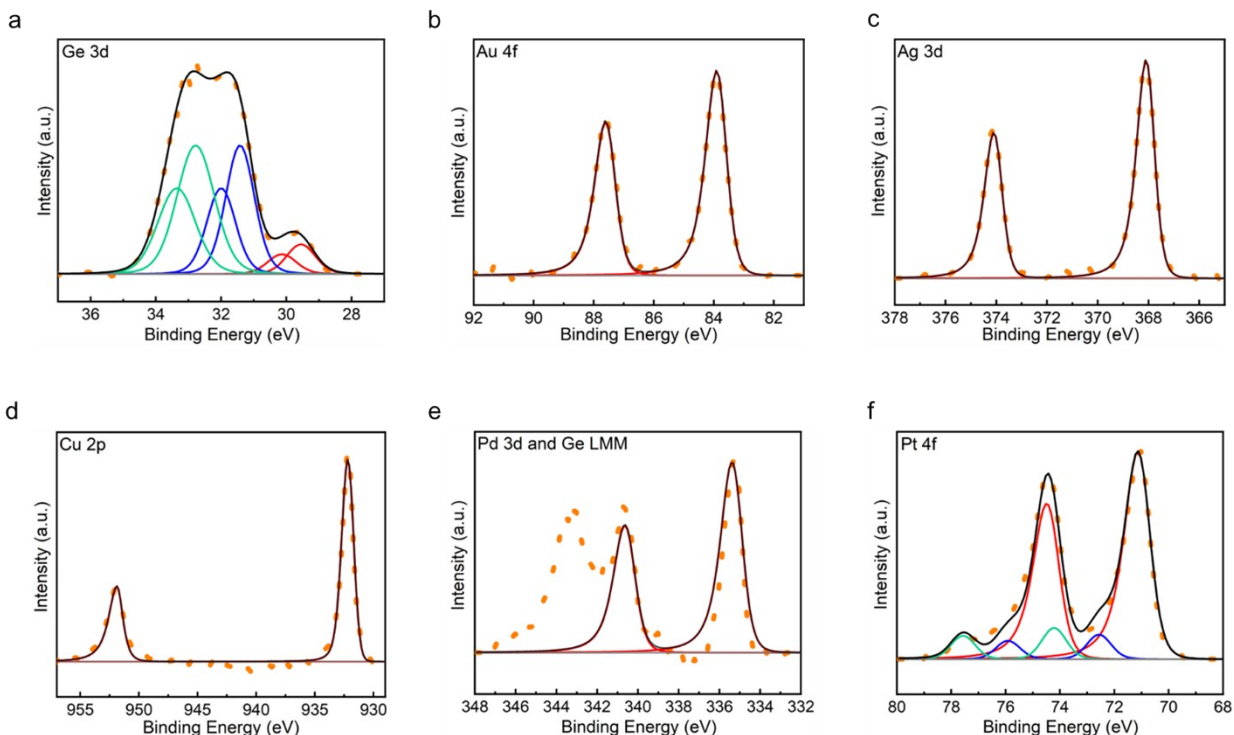 a
Ge 3d
Intensity (a.u.)
36 34 32 30 28
Binding Energy (eV)
b
Au 4f
Intensity (a.u.)
92 90 88 86 84 82
Binding Energy (eV)
c
Ag 3d
Intensity (a.u.)
378 376 374 372 370 368 366
Binding Energy (eV)
d
Cu 2p
Intensity (a.u.)
955 950 945 940 935 930
Binding Energy (eV)
e
Pd 3d and Ge LMM
Intensity (a.u.)
348 346 344 342 340 338 336 334 332
Binding Energy (eV)
f
Pt 4f
Intensity (a.u.)
80 78 76 74 72 70 68
Binding Energy (eV)